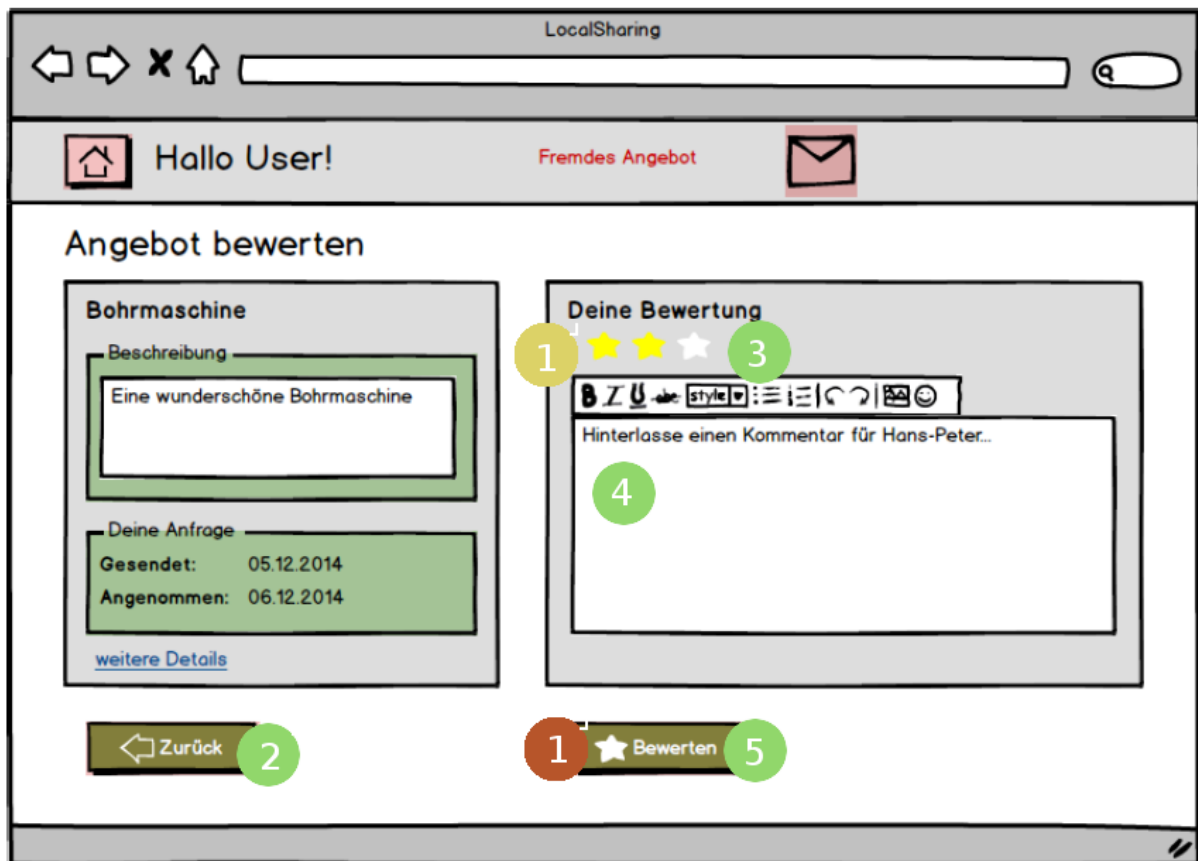 LocalSharing
Hallo User!
Fremdes Angebot
Angebot bewerten
Bohrmaschine
Beschreibung
Eine wunderschöne Bohrmaschine
Deine Anfrage
Gesendet: 05.12.2014
Angenommen: 06.12.2014
weitere Details
Deine Bewertung
1
3
B I U abc style
Hinterlasse einen Kommentar für Hans-Peter...
4
Zurück 2
1 Bewerten 5